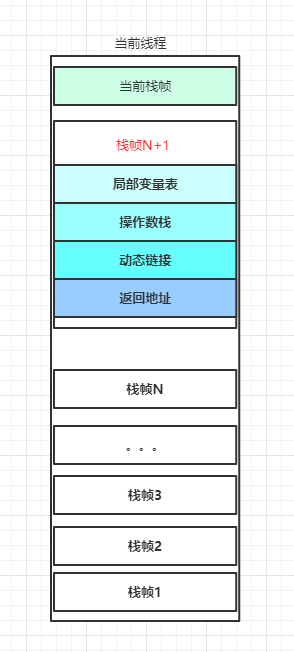 当前线程
当前栈帧
栈帧N+1
局部变量表
操作数栈
动态链接
返回地址
栈帧N
。。。
栈帧3
栈帧2
栈帧1